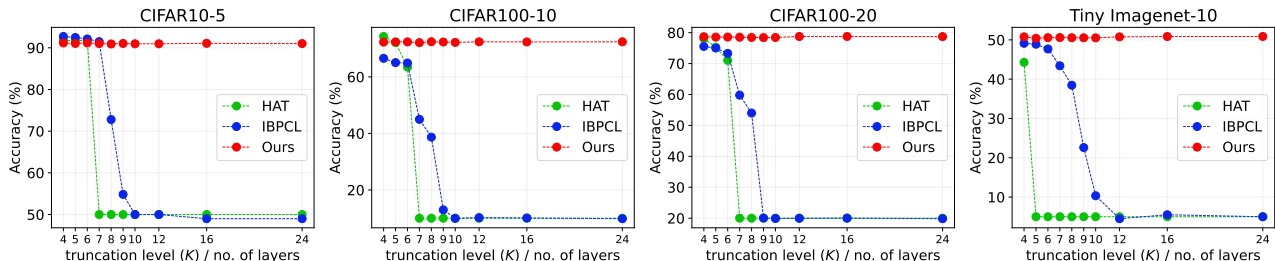 CIFAR10-5
Accuracy (%)
90
80
70
60
50
HAT
IBPCL
Ours
4 5 6 7 8 9 10 12 16 24
truncation level (K) / no. of layers
CIFAR100-10
Accuracy (%)
60
40
20
HAT
IBPCL
Ours
4 5 6 7 8 9 10 12 16 24
truncation level (K) / no. of layers
CIFAR100-20
Accuracy (%)
80
70
60
50
40
30
20
HAT
IBPCL
Ours
4 5 6 7 8 9 10 12 16 24
truncation level (K) / no. of layers
Tiny Imagenet-10
Accuracy (%)
50
40
30
20
10
HAT
IBPCL
Ours
4 5 6 7 8 9 10 12 16 24
truncation level (K) / no. of layers